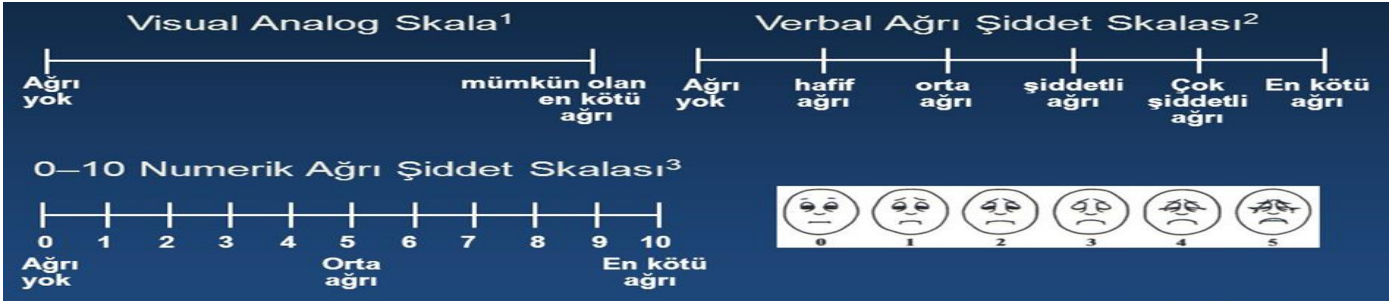 Visual Analog Skala¹
Ağrı
yok
mümkün olan
en kötü
ağrı
Verbal Ağrı Şiddet Skalası²
Ağrı
yok
hafif
ağrı
orta
ağrı
şiddetli
ağrı
Çok
şiddetli
ağrı
En kötü
ağrı
0–10 Numerik Ağrı Şiddet Skalası³
0 1 2 3 4 5 6 7 8 9 10
Ağrı
yok
Orta
ağrı
En kötü
ağrı
0 1 2 3 4 5